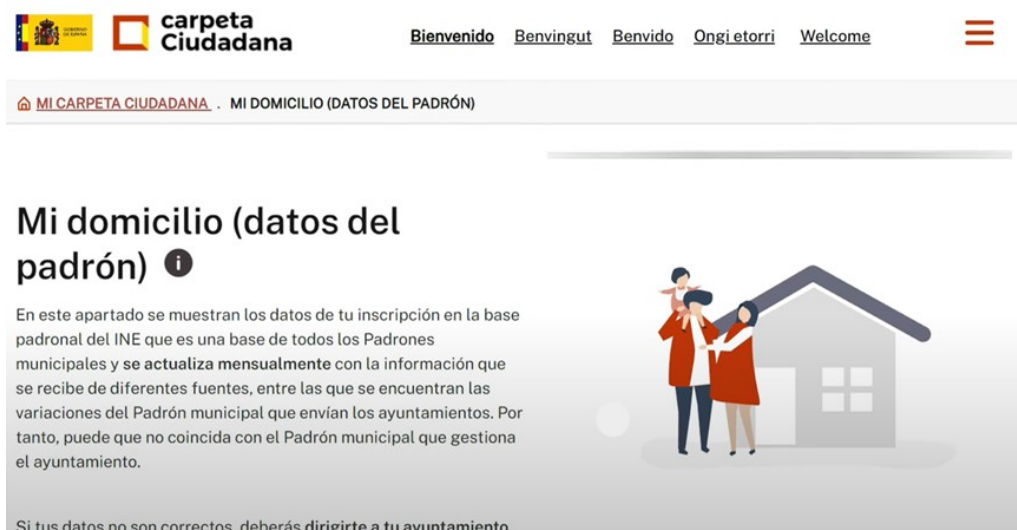 GOBIERNO
DE ESPAÑA
carpeta
Ciudadana
Bienvenido Benvingut Benvido Ongi etorri Welcome
MI CARPETA CIUDADANA . MI DOMICILIO (DATOS DEL PADRÓN)
Mi domicilio (datos del
padrón) i
En este apartado se muestran los datos de tu inscripción en la base
padronal del INE que es una base de todos los Padrones
municipales y se actualiza mensualmente con la información que
se recibe de diferentes fuentes, entre las que se encuentran las
variaciones del Padrón municipal que envían los ayuntamientos. Por
tanto, puede que no coincida con el Padrón municipal que gestiona
el ayuntamiento.
Si tus datos no son correctos, deberás dirigirte a tu ayuntamiento